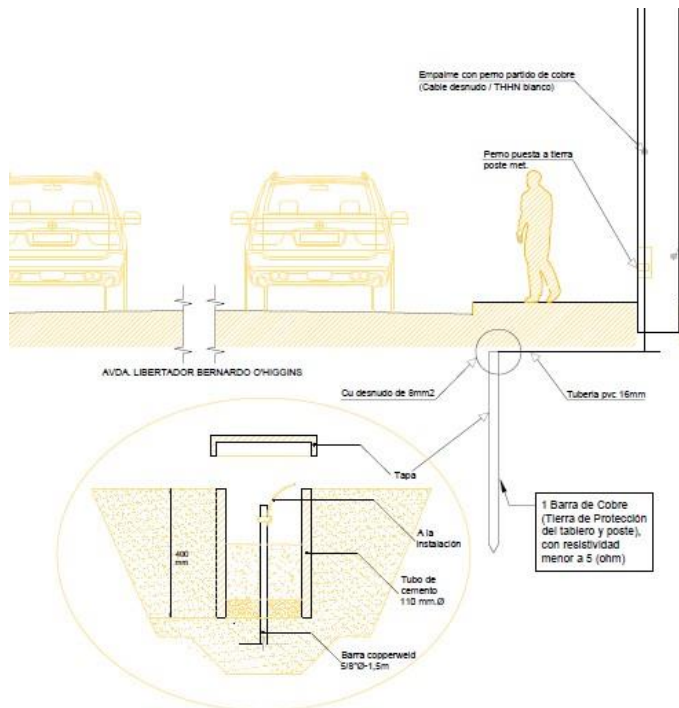 Empalme con perno partido de cobre
(Cable desnudo / THHN blanco)
Perno puesta a tierra
poste met.
AVDA. LIBERTADOR BERNARDO O'HIGGINS
Cu desnudo de 8mm2
Tuberia pvc 16mm
Tapa
1 Barra de Cobre
(Tierra de Protección
del tablero y poste),
con resistividad
menor a 5 (ohm)
400
mm
A la
instalación
Tubo de
cemento
110 mm.Ø
Barra copperweld
5/8"Ø-1,5m